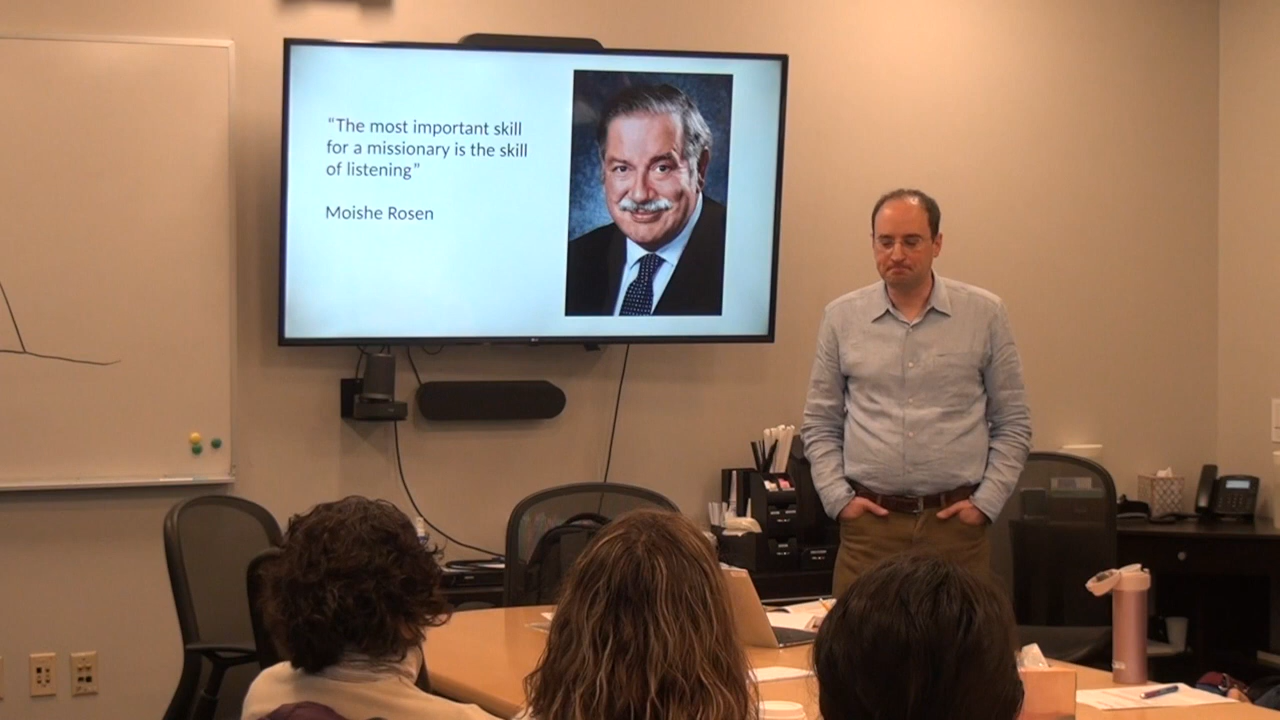 "The most important skill
for a missionary is the skill
of listening"
Moishe Rosen